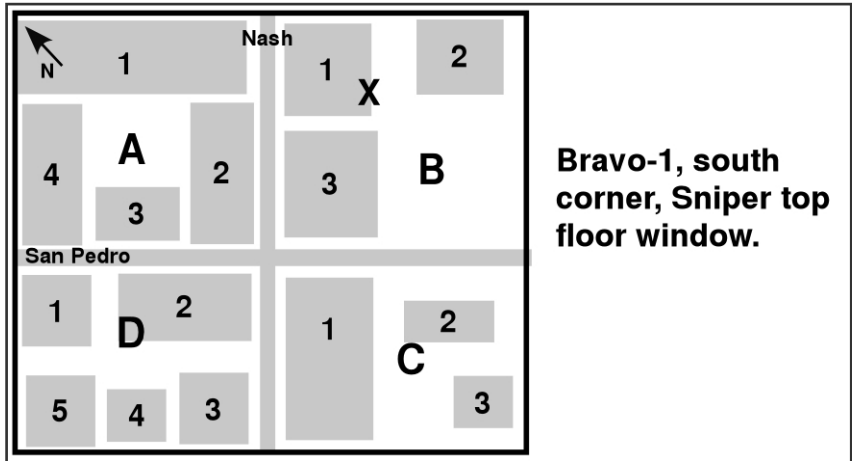 Nash
N
1
A
4
2
3
1
X
2
B
3
San Pedro
1
2
D
5
4
3
1
2
C
3
Bravo-1, south
corner, Sniper top
floor window.